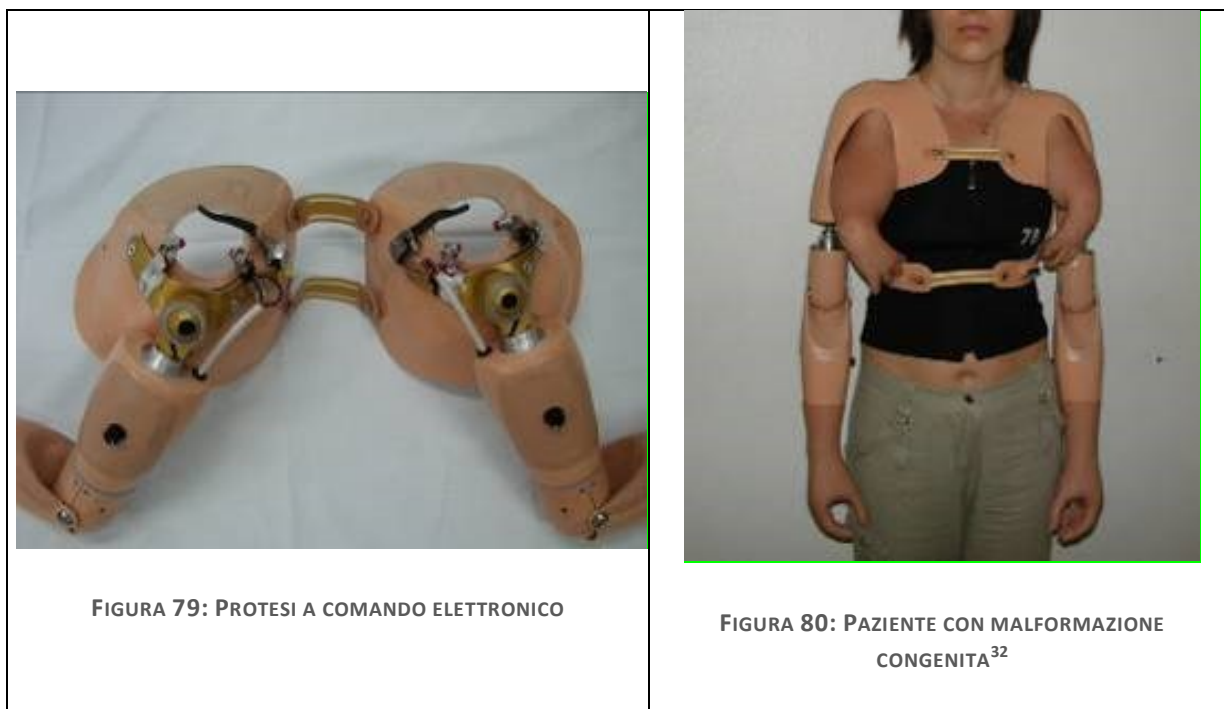 FIGURA 79: PROTESI A COMANDO ELETTRONICO
FIGURA 80: PAZIENTE CON MALFORMAZIONE
CONGENITA32